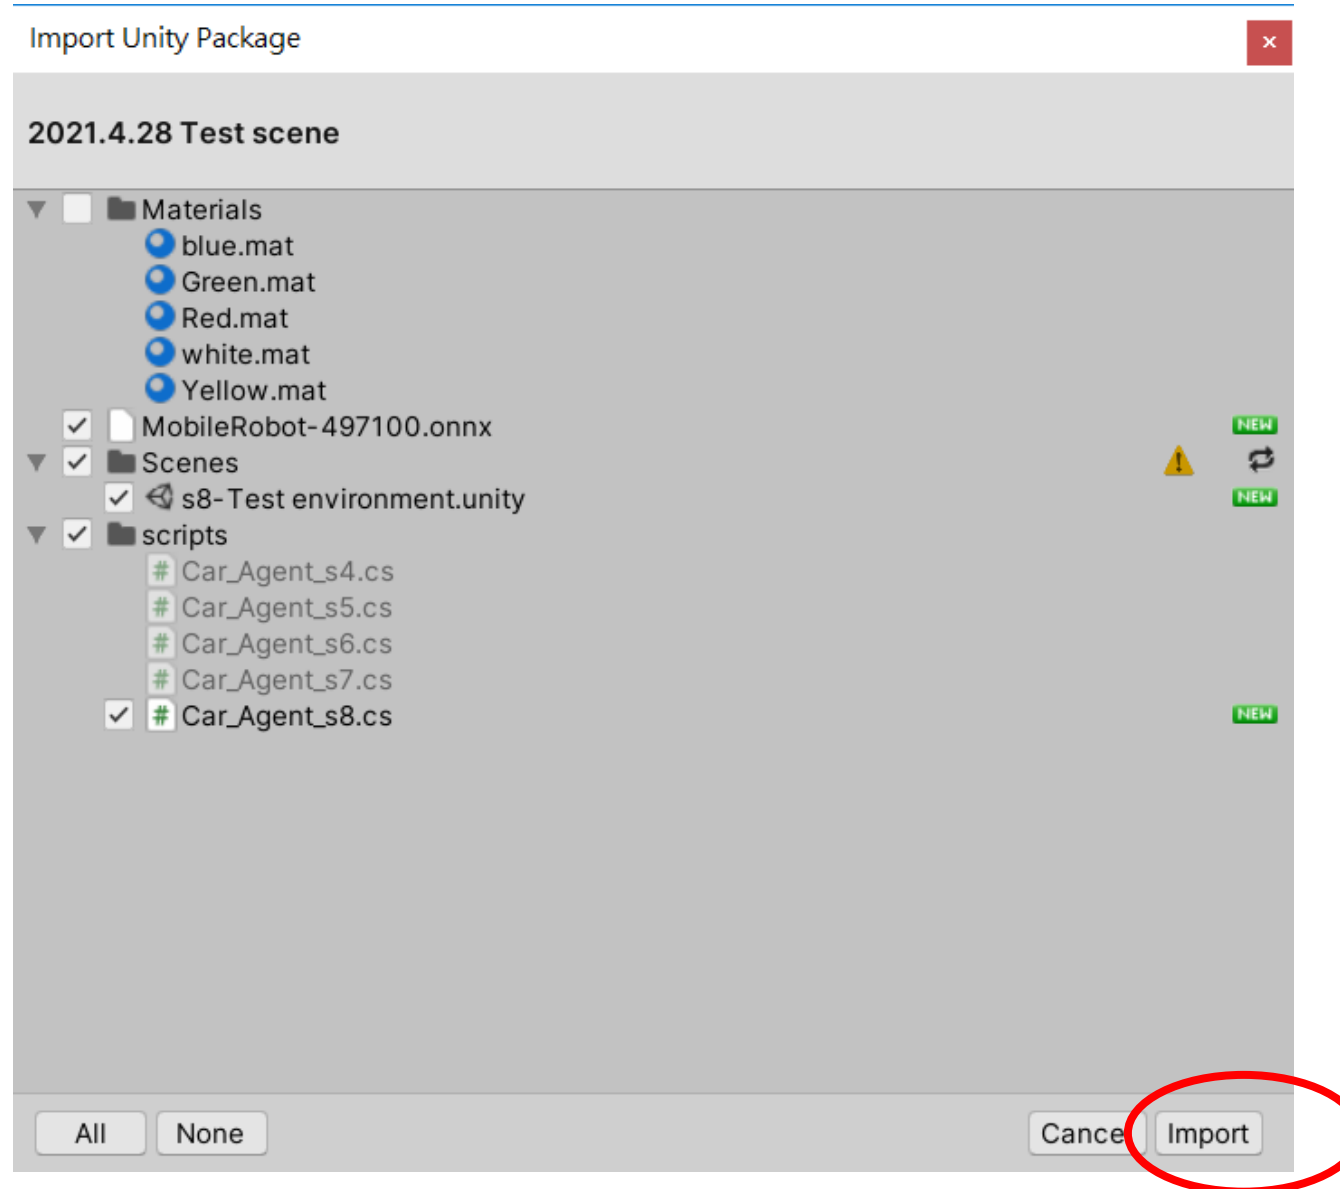 Import Unity Package
x
2021.4.28 Test scene
Materials
blue.mat
Green.mat
Red.mat
white.mat
Yellow.mat
MobileRobot-497100.onnx NEW
Scenes
s8-Test environment.unity NEW
scripts
# Car_Agent_s4.cs
# Car_Agent_s5.cs
# Car_Agent_s6.cs
# Car_Agent_s7.cs
# Car_Agent_s8.cs NEW
All None Cance Import